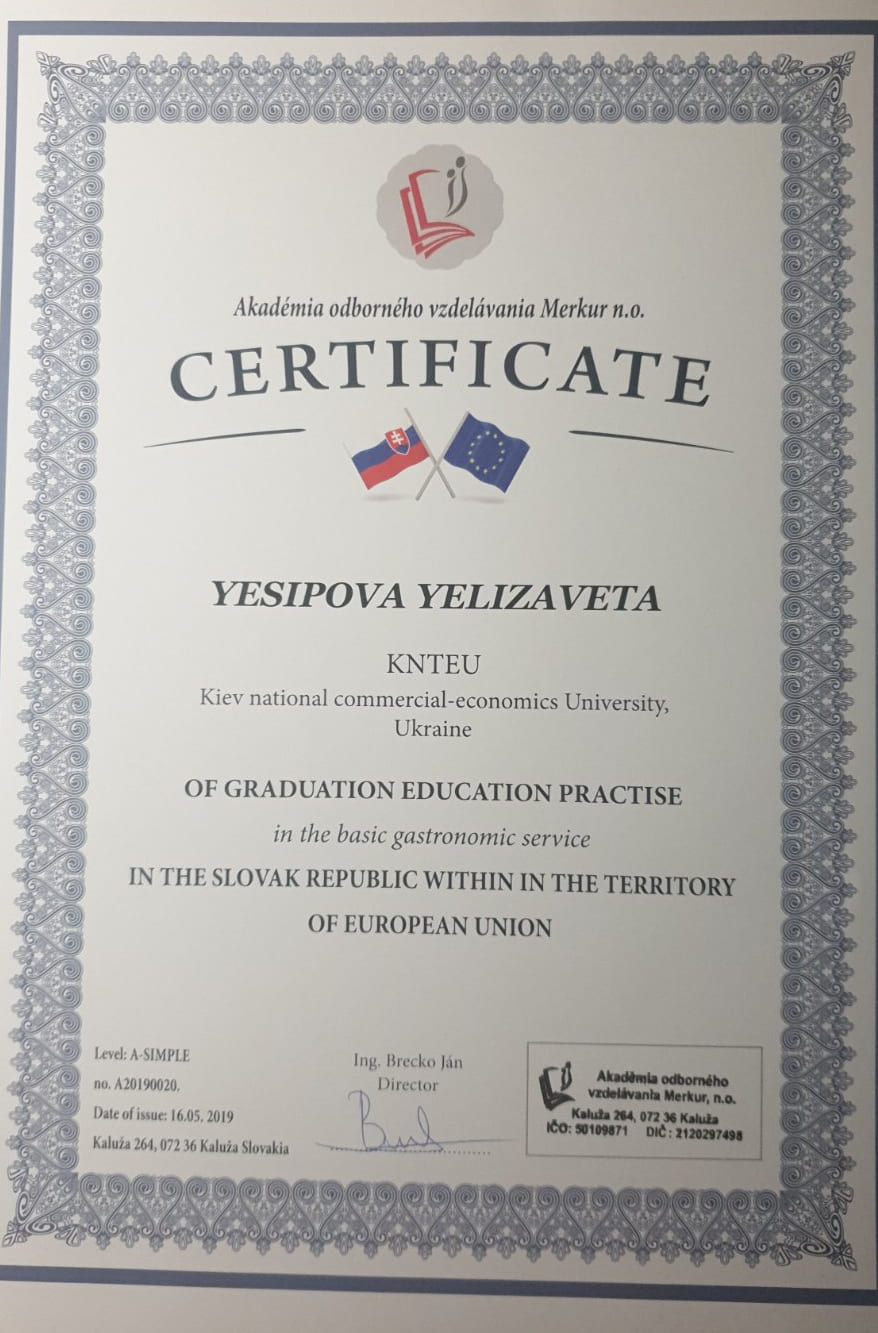 Akadémia odborného vzdelávania Merkur n.o.
CERTIFICATE
YESIPOVA YELIZAVETA
KNTEU
Kiev national commercial-economics University,
Ukraine
OF GRADUATION EDUCATION PRACTISE
in the basic gastronomic service
IN THE SLOVAK REPUBLIC WITHIN IN THE TERRITORY
OF EUROPEAN UNION
Level: A-SIMPLE
no. A20190020.
Date of issue: 16.05. 2019
Kaluža 264, 072 36 Kaluža Slovakia
Ing. Brecko Ján
Director
Akadémia odborného
vzdelávania Merkur, n.o.
Kaluža 264, 072 36 Kaluža
IČO: 50109871 DIČ: 2120297498